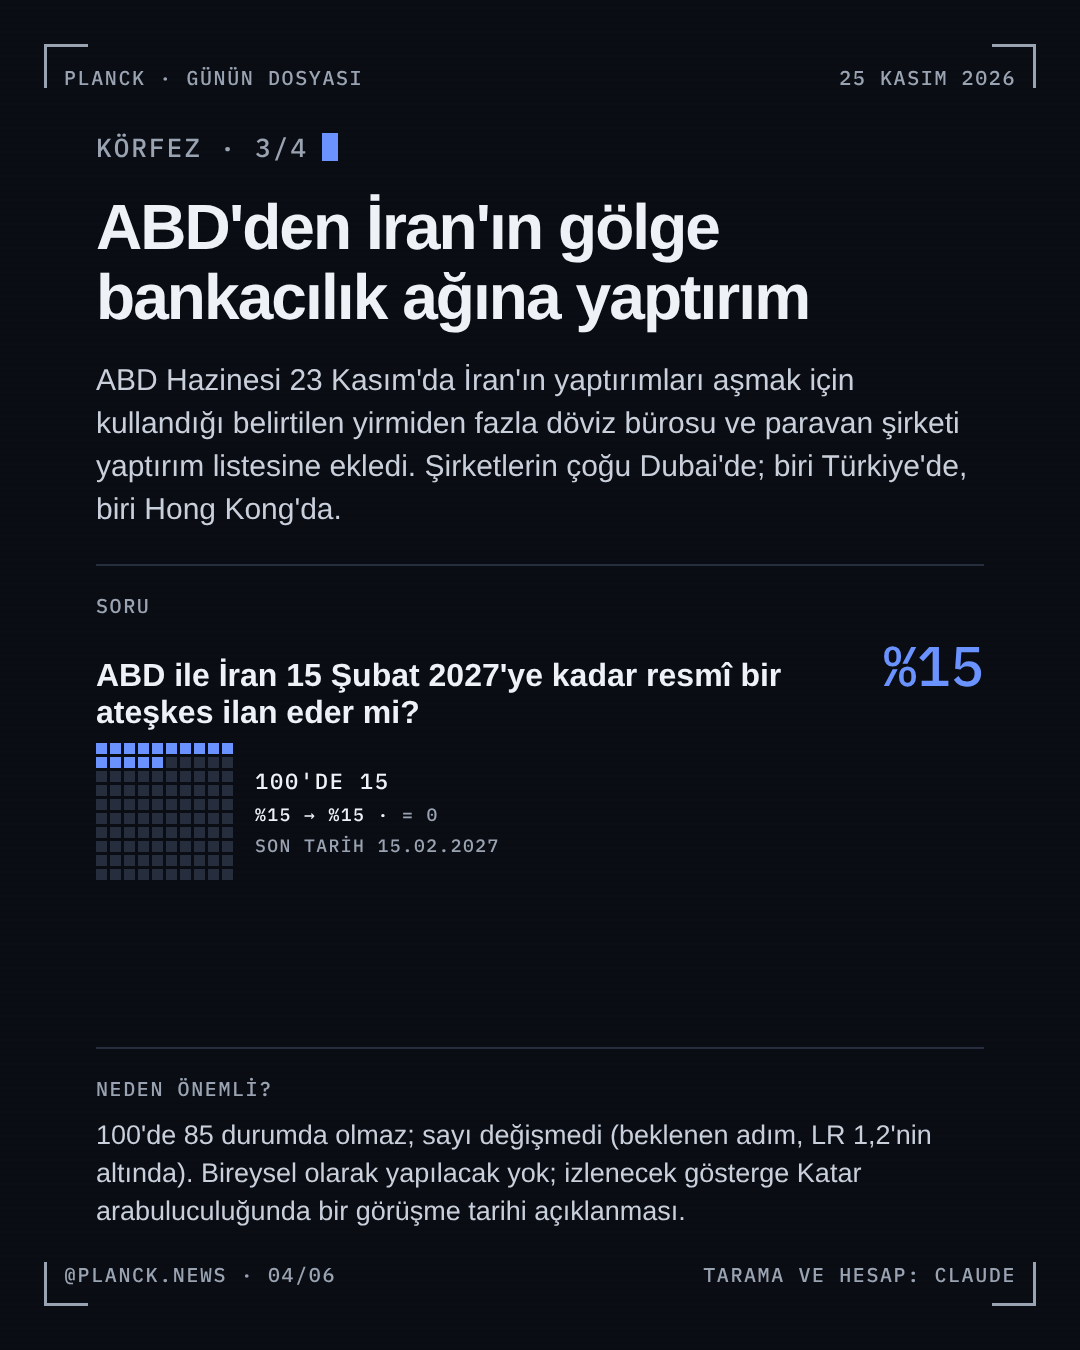 PLANCK · GÜNÜN DOSYASI
25 KASIM 2026
KÖRFEZ · 3/4
ABD'den İran'ın gölge
bankacılık ağına yaptırım
ABD Hazinesi 23 Kasım'da İran'ın yaptırımları aşmak için
kullandığı belirtilen yirmiden fazla döviz bürosu ve paravan şirketi
yaptırım listesine ekledi. Şirketlerin çoğu Dubai'de; biri Türkiye'de,
biri Hong Kong'da.
SORU
ABD ile İran 15 Şubat 2027'ye kadar resmî bir
ateşkes ilan eder mi?
%15
100'DE 15
%15 → %15 · = 0
SON TARİH 15.02.2027
NEDEN ÖNEMLİ?
100'de 85 durumda olmaz; sayı değişmedi (beklenen adım, LR 1,2'nin
altında). Bireysel olarak yapılacak yok; izlenecek gösterge Katar
arabuluculuğunda bir görüşme tarihi açıklanması.
@PLANCK.NEWS · 04/06
TARAMA VE HESAP: CLAUDE